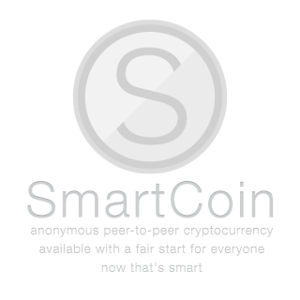 S
SmartCoin
anonymous peer-to-peer cryptocurrency
available with a fair start for everyone
now that's smart